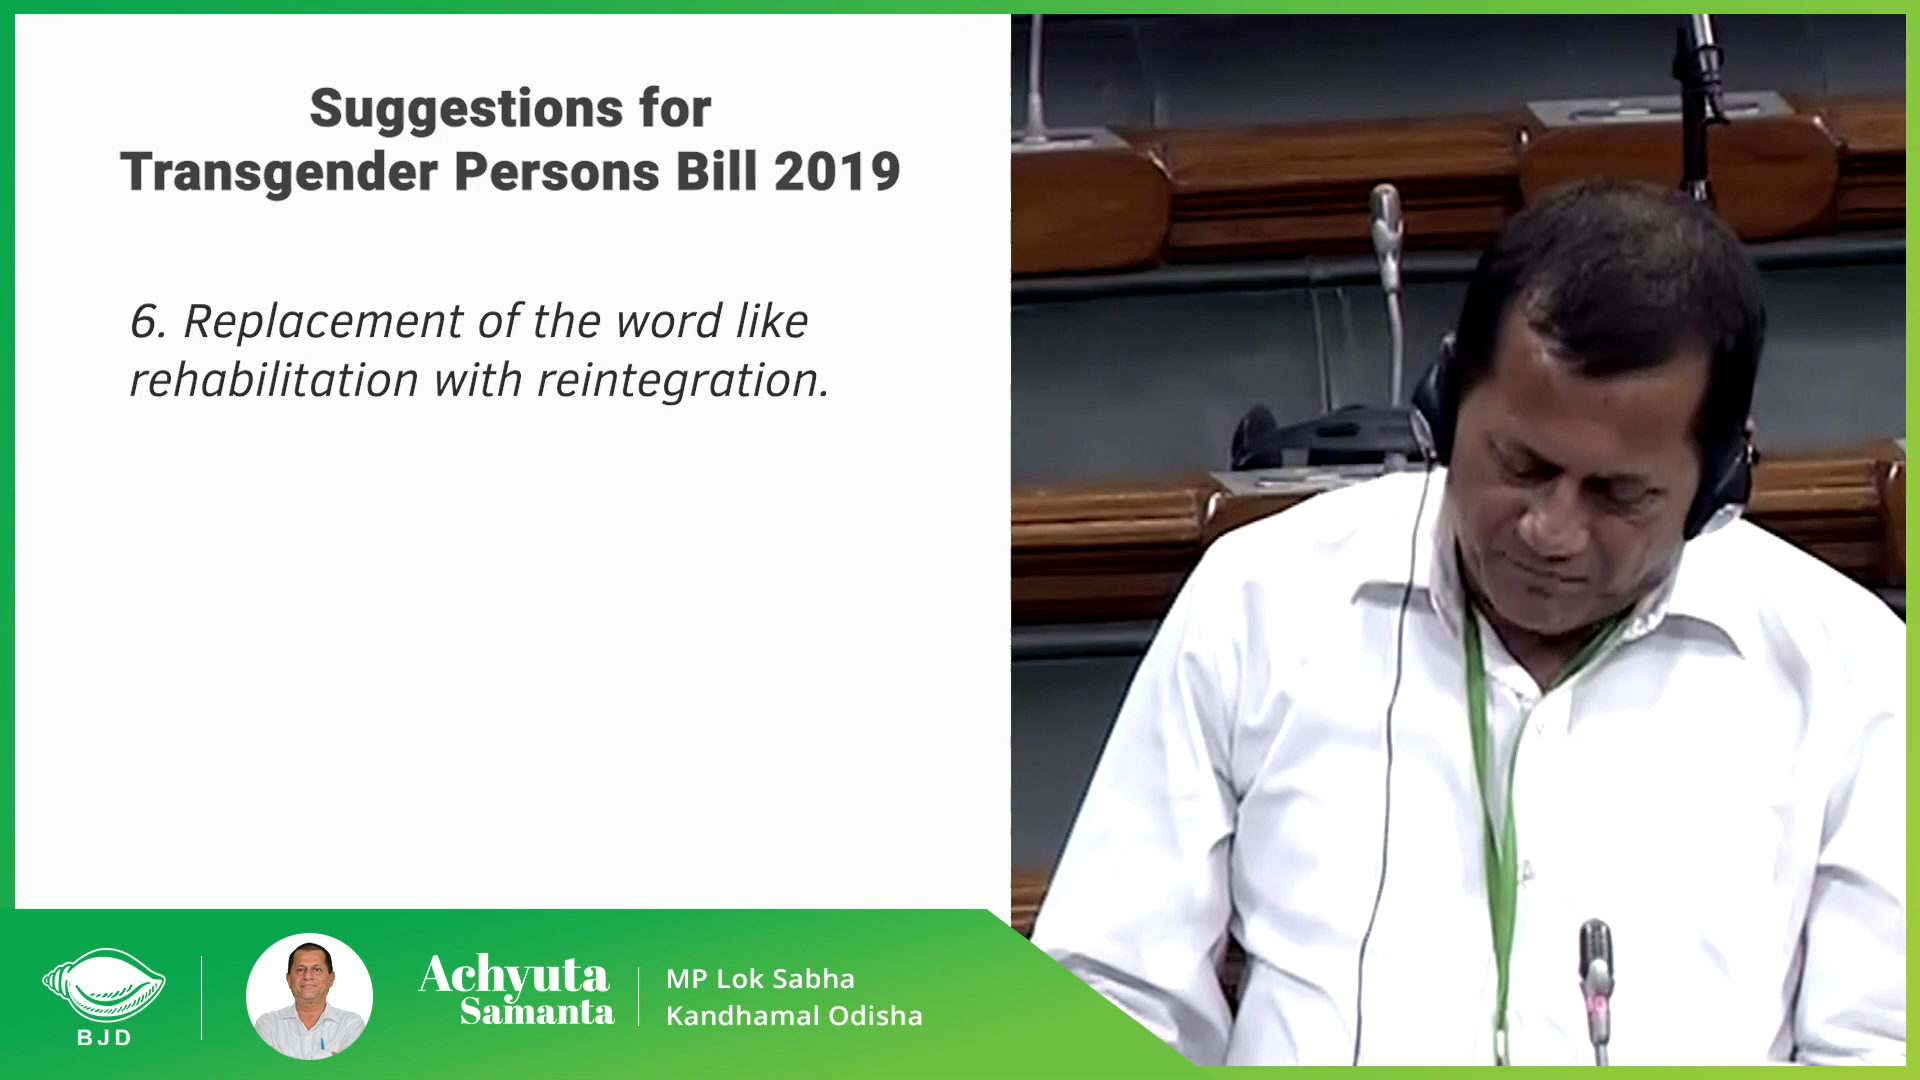 Suggestions for
Transgender Persons Bill 2019
6. Replacement of the word like
rehabilitation with reintegration.
BJD
Achyuta
Samanta
MP Lok Sabha
Kandhamal Odisha